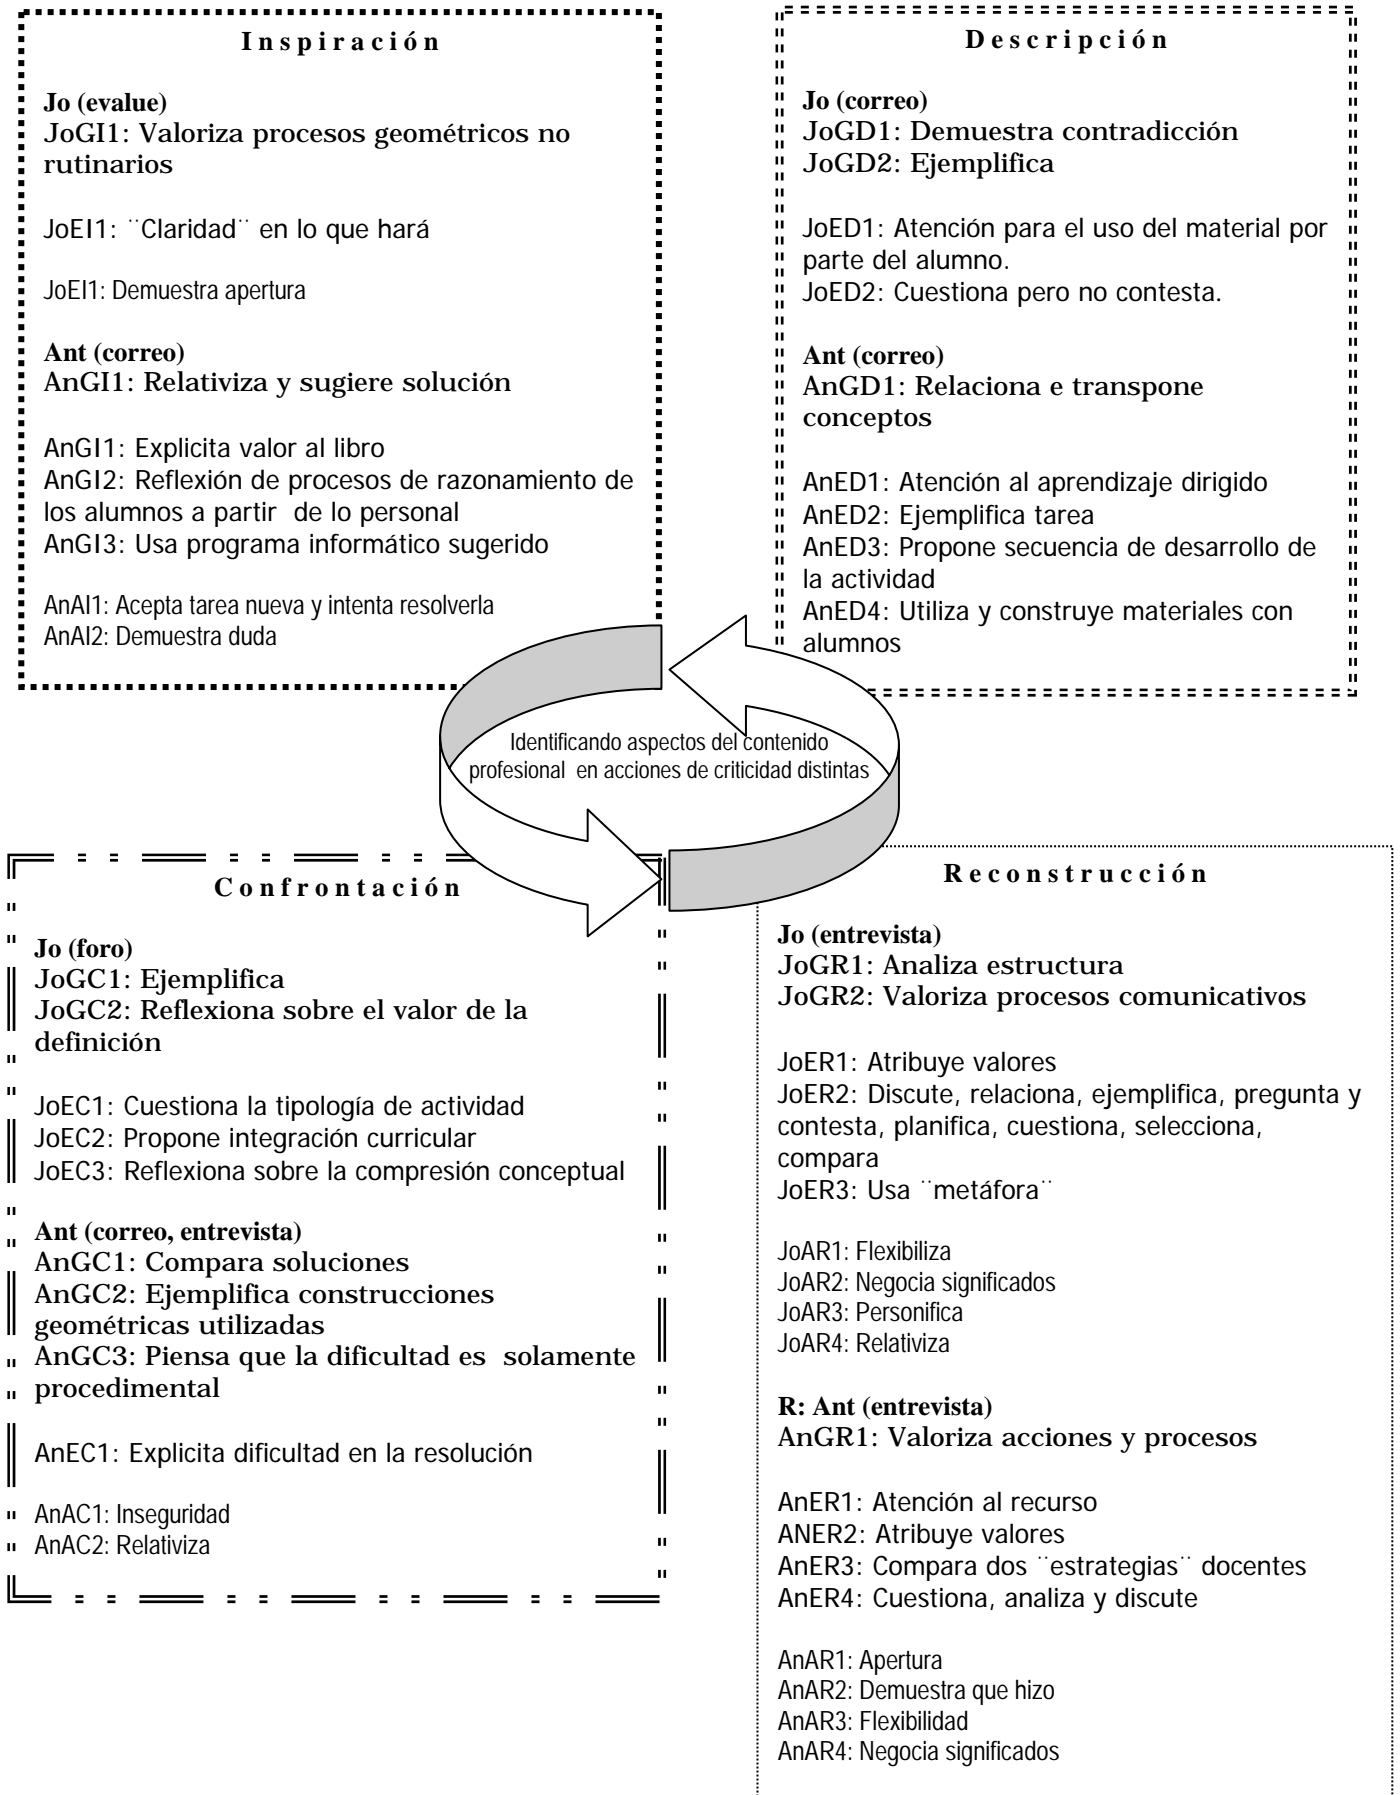 Inspiración
Jo (evalue)
JoGI1: Valoriza procesos geométricos no
rutinarios
JoEI1: ¨Claridad¨ en lo que hará
JoEI1: Demuestra apertura
Ant (correo)
AnGI1: Relativiza y sugiere solución
AnGI1: Explicita valor al libro
AnGI2: Reflexión de procesos de razonamiento de
los alumnos a partir de lo personal
AnGI3: Usa programa informático sugerido
AnAI1: Acepta tarea nueva y intenta resolverla
AnAI2: Demuestra duda
Descripción
Jo (correo)
JoGD1: Demuestra contradicción
JoGD2: Ejemplifica
JoED1: Atención para el uso del material por
parte del alumno.
JoED2: Cuestiona pero no contesta.
Ant (correo)
AnGD1: Relaciona e transpone
conceptos
AnED1: Atención al aprendizaje dirigido
AnED2: Ejemplifica tarea
AnED3: Propone secuencia de desarrollo de
la actividad
AnED4: Utiliza y construye materiales con
alumnos
Identificando aspectos del contenido
profesional en acciones de criticidad distintas
Confrontación
Jo (foro)
JoGC1: Ejemplifica
JoGC2: Reflexiona sobre el valor de la
definición
JoEC1: Cuestiona la tipología de actividad
JoEC2: Propone integración curricular
JoEC3: Reflexiona sobre la compresión conceptual
Ant (correo, entrevista)
AnGC1: Compara soluciones
AnGC2: Ejemplifica construcciones
geométricas utilizadas
AnGC3: Piensa que la dificultad es solamente
procedimental
AnEC1: Explicita dificultad en la resolución
AnAC1: Inseguridad
AnAC2: Relativiza
Reconstrucción
Jo (entrevista)
JoGR1: Analiza estructura
JoGR2: Valoriza procesos comunicativos
JoER1: Atribuye valores
JoER2: Discute, relaciona, ejemplifica, pregunta y
contesta, planifica, cuestiona, selecciona,
compara
JoER3: Usa ¨metáfora¨
JoAR1: Flexibiliza
JoAR2: Negocia significados
JoAR3: Personifica
JoAR4: Relativiza
R: Ant (entrevista)
AnGR1: Valoriza acciones y procesos
AnER1: Atención al recurso
ANER2: Atribuye valores
AnER3: Compara dos ¨estrategias¨ docentes
AnER4: Cuestiona, analiza y discute
AnAR1: Apertura
AnAR2: Demuestra que hizo
AnAR3: Flexibilidad
AnAR4: Negocia significados